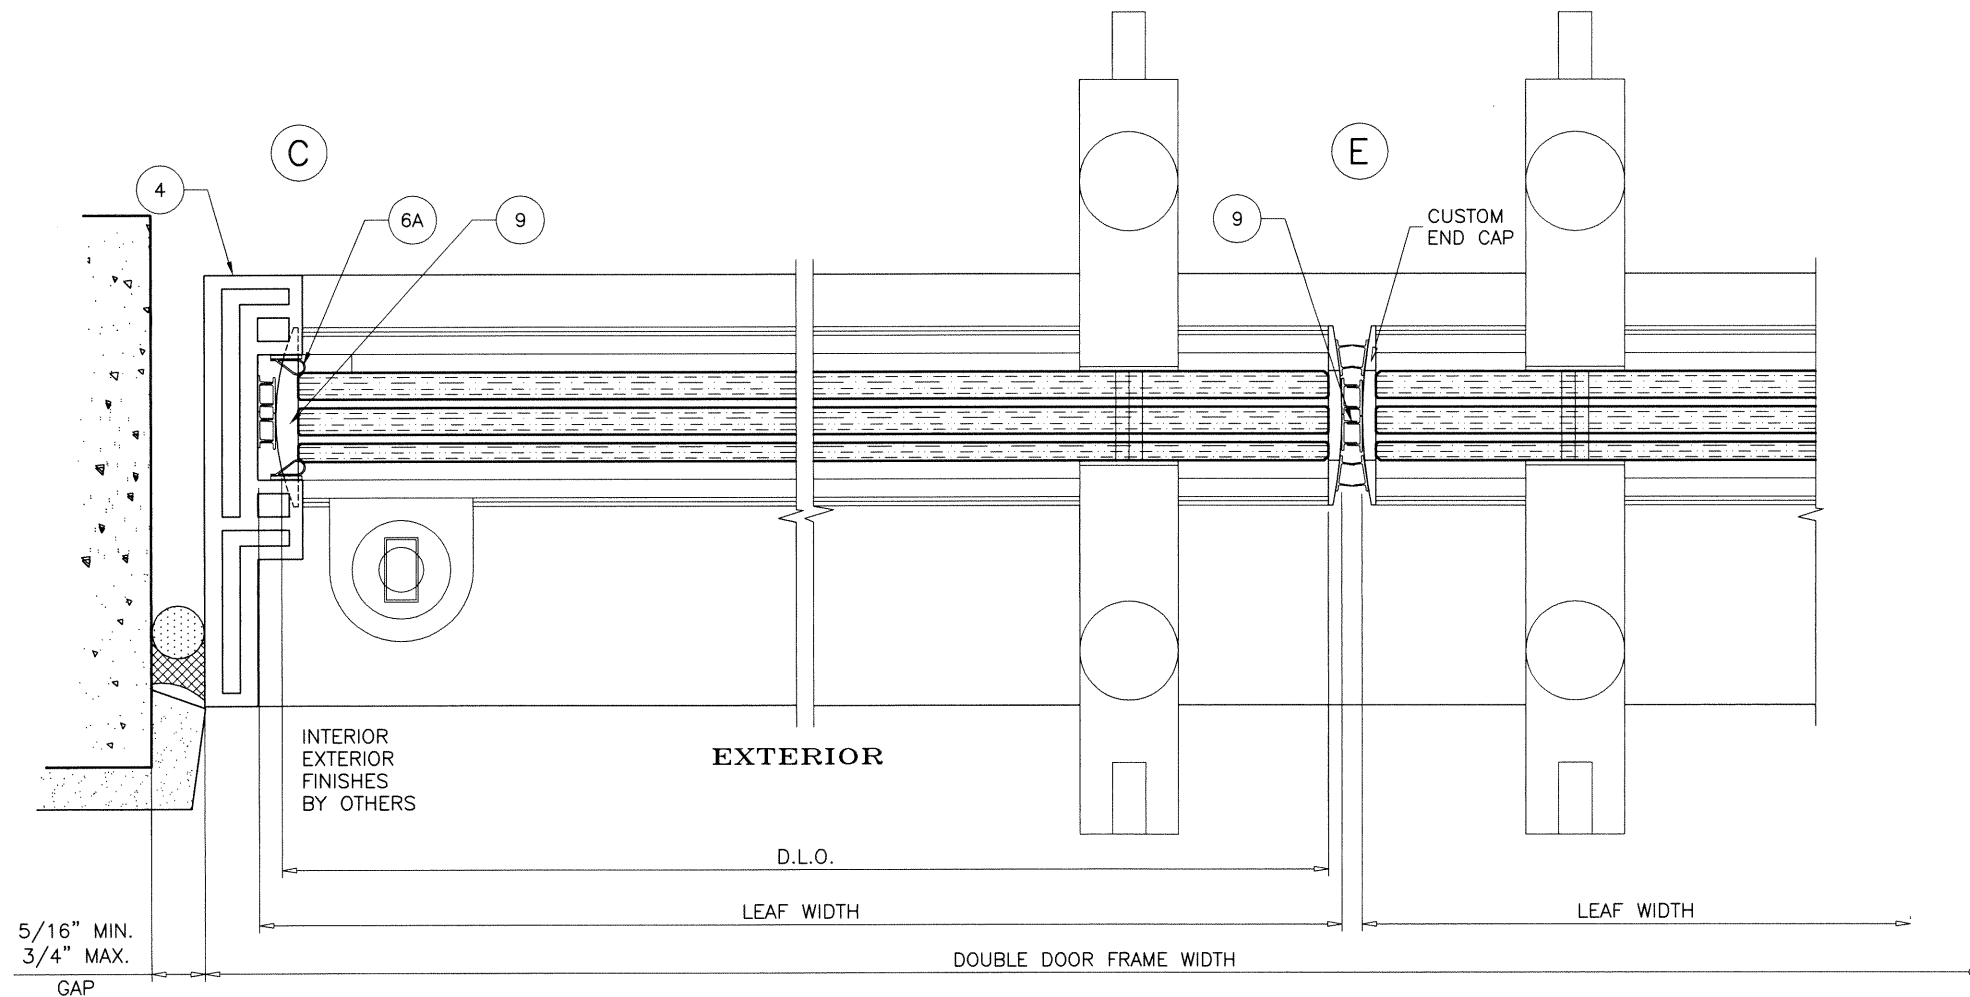 C
E
4
6A
9
9
CUSTOM
END CAP
INTERIOR
EXTERIOR
FINISHES
BY OTHERS
EXTERIOR
D.L.O.
LEAF WIDTH
LEAF WIDTH
5/16" MIN.
3/4" MAX.
GAP
DOUBLE DOOR FRAME WIDTH